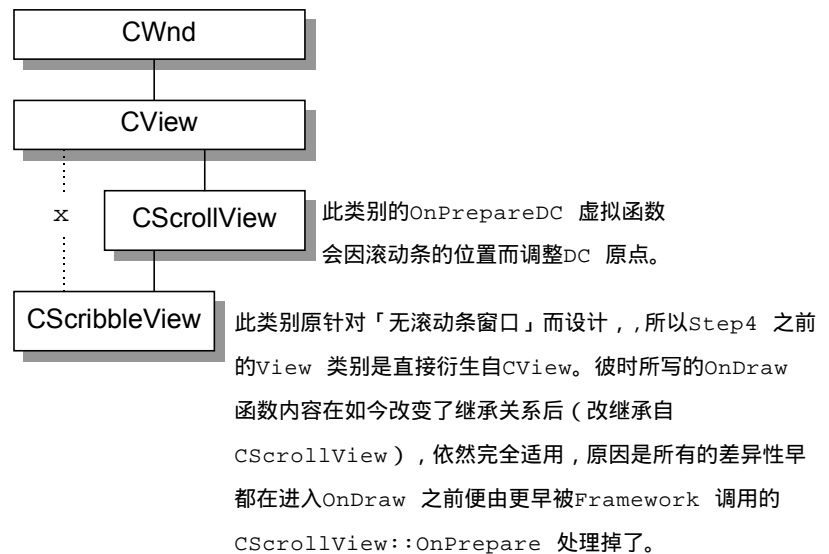 CWnd
CView
x
CScrollView
此类别的OnPrepareDC 虚拟函数
会因滚动条的位置而调整DC 原点。
CScribbleView
此类别原针对「无滚动条窗口」而设计，,所以Step4 之前
的View 类别是直接衍生自CView。彼时所写的OnDraw
函数内容在如今改变了继承关系后（改继承自
CScrollView），依然完全适用，原因是所有的差异性早
都在进入OnDraw 之前便由更早被Framework 调用的
CScrollView::OnPrepare 处理掉了。